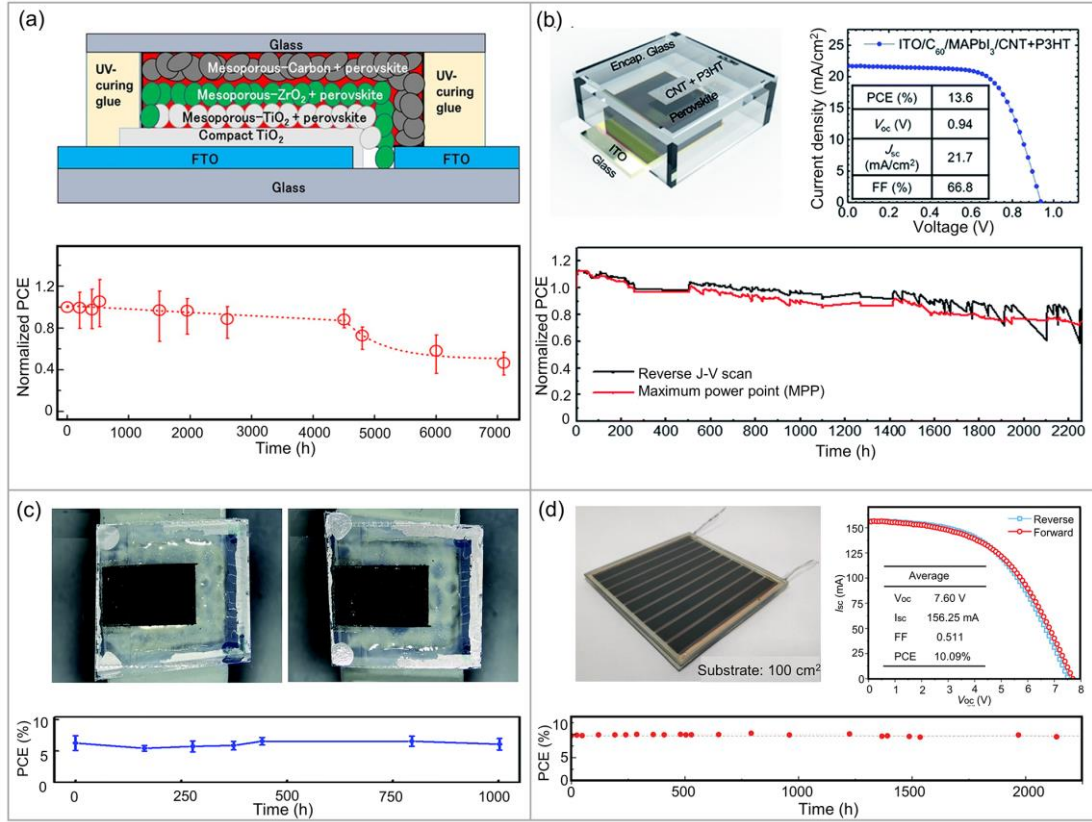 (a)
Glass
UV-
curing
glue
Mesoporous-Carbon + perovskite
UV-
curing
glue
Mesoporous-ZrO2 + perovskite
Mesoporous-TiO2 + perovskite
Compact TiO2
FTO
FTO
Glass
Normalized PCE
1.2
0.8
0.4
0
0 1000 2000 3000 4000 5000 6000 7000
Time (h)
(b)
Encap. Glass
CNT + P3HT
Perovskite
ITO
Glass
Current density (mA/cm2)
25
20
15
10
5
0
ITO/C60/MAPbI3/CNT+P3HT
PCE (%) 13.6
Voc (V) 0.94
Jsc
(mA/cm2) 21.7
FF (%) 66.8
0.0 0.2 0.4 0.6 0.8 1.0
Voltage (V)
Normalized PCE
1.2
1.0
0.8
0.6
0.4
0.2
0
Reverse J-V scan
Maximum power point (MPP)
0 200 400 600 800 1000 1200 1400 1600 1800 2000 2200
Time (h)
(c)
PCE (%)
10
5
0
0 250 500 750 1000
Time (h)
(d)
Substrate: 100 cm2
Isc (mA)
150
125
100
75
50
25
0
Reverse
Forward
Average
Voc 7.60 V
Isc 156.25 mA
FF 0.511
PCE 10.09%
0 1 2 3 4 5 6 7 8
Voc (V)
PCE (%)
10
5
0
0 500 1000 1500 2000
Time (h)